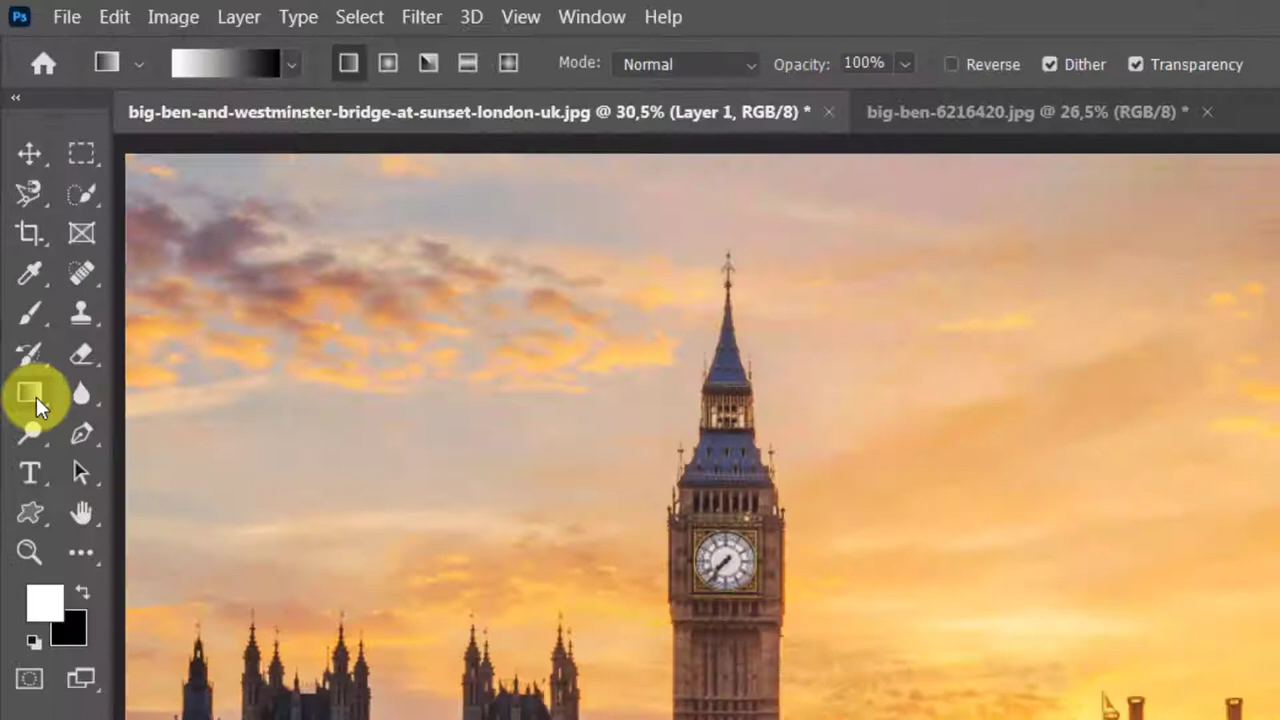 Ps File Edit Image Layer Type Select Filter 3D View Window Help
Mode: Normal Opacity: 100% Reverse Dither Transparency
big-ben-and-westminster-bridge-at-sunset-london-uk.jpg @ 30,5% (Layer 1, RGB/8) * × big-ben-6216420.jpg @ 26,5% (RGB/8) * ×